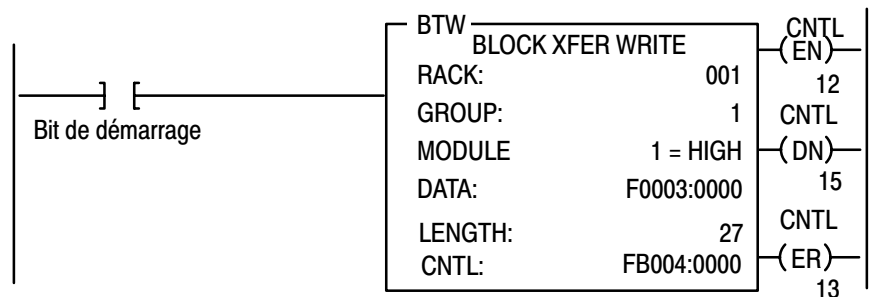 BTW
BLOCK XFER WRITE
RACK: 001
GROUP: 1
MODULE 1 = HIGH
DATA: F0003:0000
LENGTH: 27
CNTL: FB004:0000
Bit de démarrage
CNTL
(EN)
12
CNTL
(DN)
15
CNTL
(ER)
13